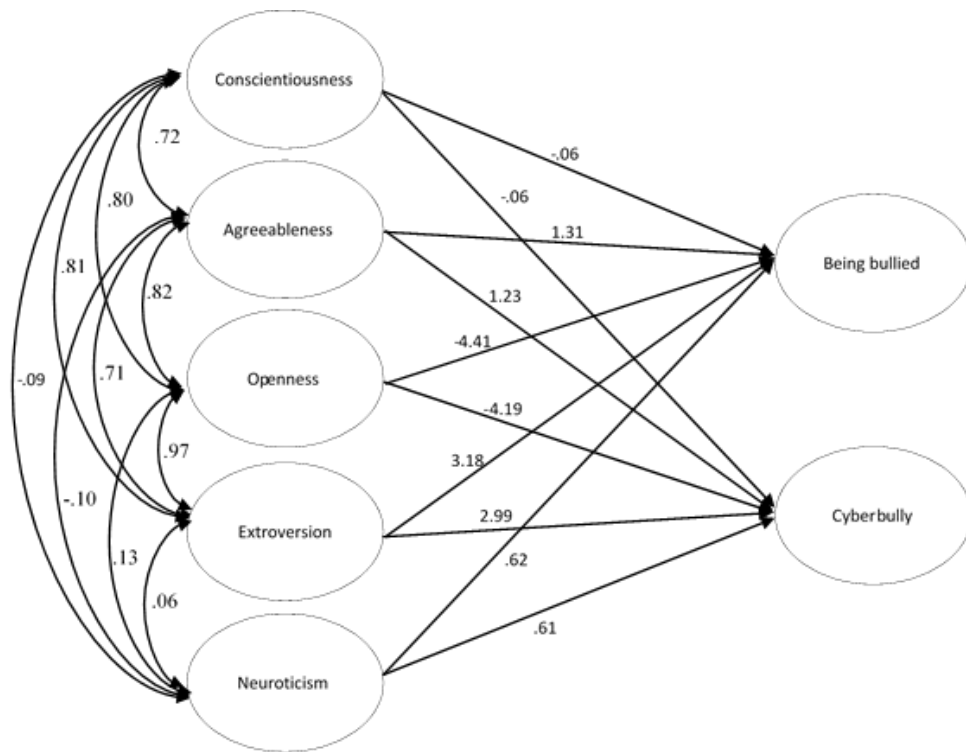 Conscientiousness
.72
-.06
.80
-.06
Agreeableness
1.31
Being bullied
.81
.82
1.23
-4.41
Openness
.71
-.09
-4.19
.97
3.18
-.10
Extroversion
2.99
Cyberbully
.13
.62
.06
.61
Neuroticism